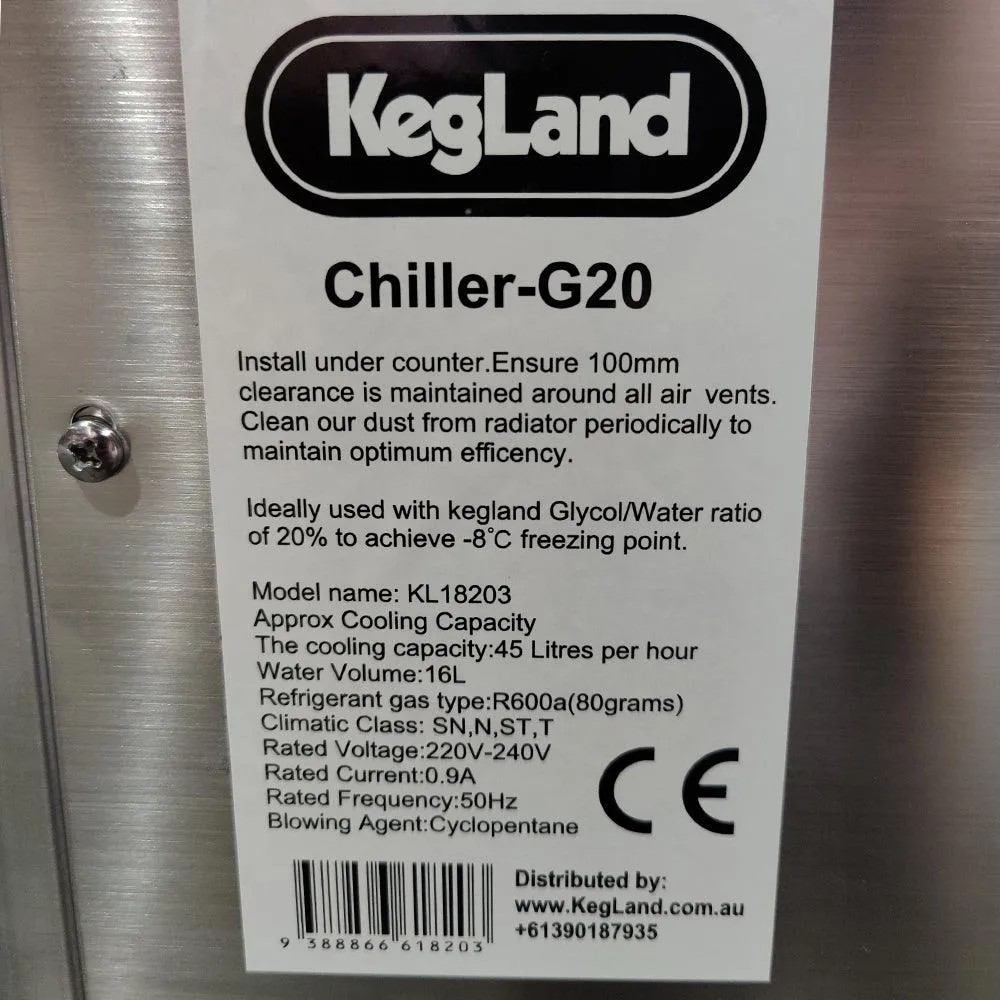 KegLand
Chiller-G20
Install under counter.Ensure 100mm
clearance is maintained around all air vents.
Clean our dust from radiator periodically to
maintain optimum efficency.
Ideally used with kegland Glycol/Water ratio
of 20% to achieve -8°C freezing point.
Model name: KL18203
Approx Cooling Capacity
The cooling capacity:45 Litres per hour
Water Volume:16L
Refrigerant gas type:R600a(80grams)
Climatic Class: SN,N,ST,T
Rated Voltage:220V-240V
Rated Current:0.9A
Rated Frequency:50Hz
Blowing Agent:Cyclopentane
CE
Distributed by:
www.KegLand.com.au
+61390187935
9 388866 618203